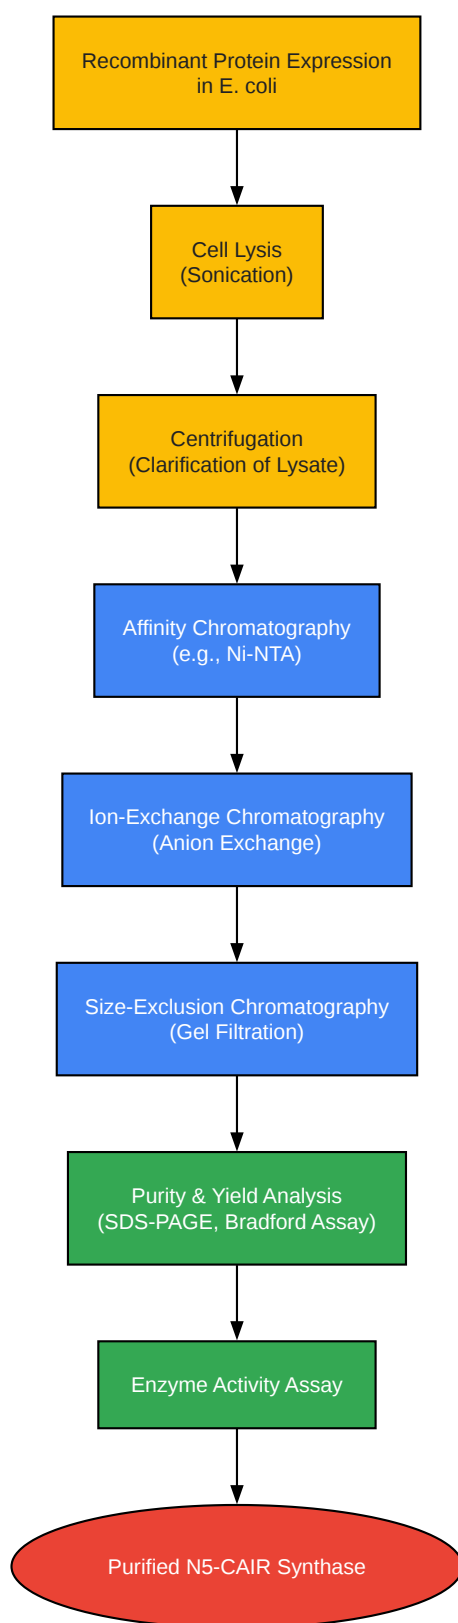 Recombinant Protein Expression
in E. coli
Cell Lysis
(Sonication)
Centrifugation
(Clarification of Lysate)
Affinity Chromatography
(e.g., Ni-NTA)
Ion-Exchange Chromatography
(Anion Exchange)
Size-Exclusion Chromatography
(Gel Filtration)
Purity & Yield Analysis
(SDS-PAGE, Bradford Assay)
Enzyme Activity Assay
Purified N5-CAIR Synthase